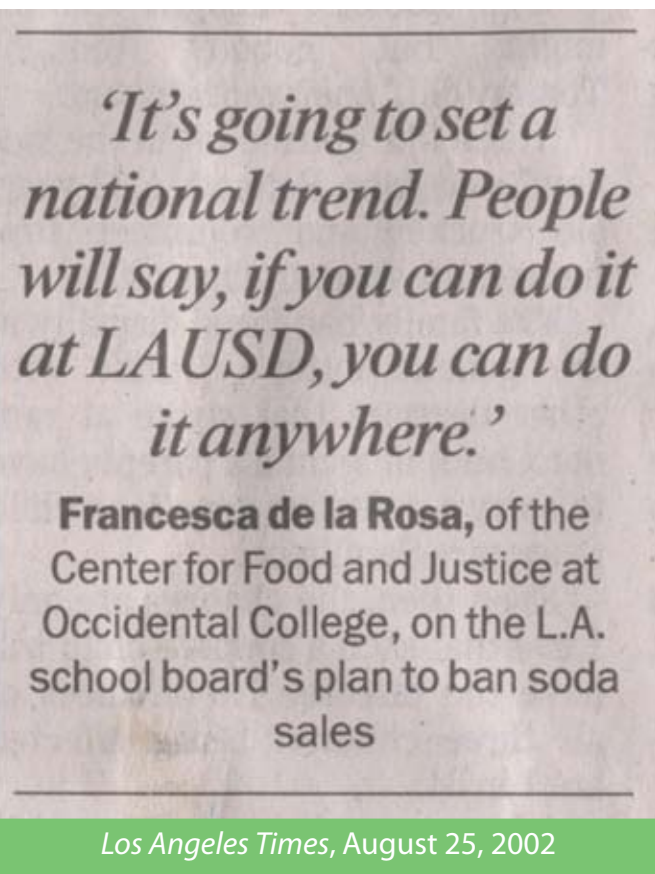 ‘It’s going to set a
national trend. People
will say, if you can do it
at LAUSD, you can do
it anywhere.’
Francesca de la Rosa, of the
Center for Food and Justice at
Occidental College, on the L.A.
school board’s plan to ban soda
sales
Los Angeles Times, August 25, 2002